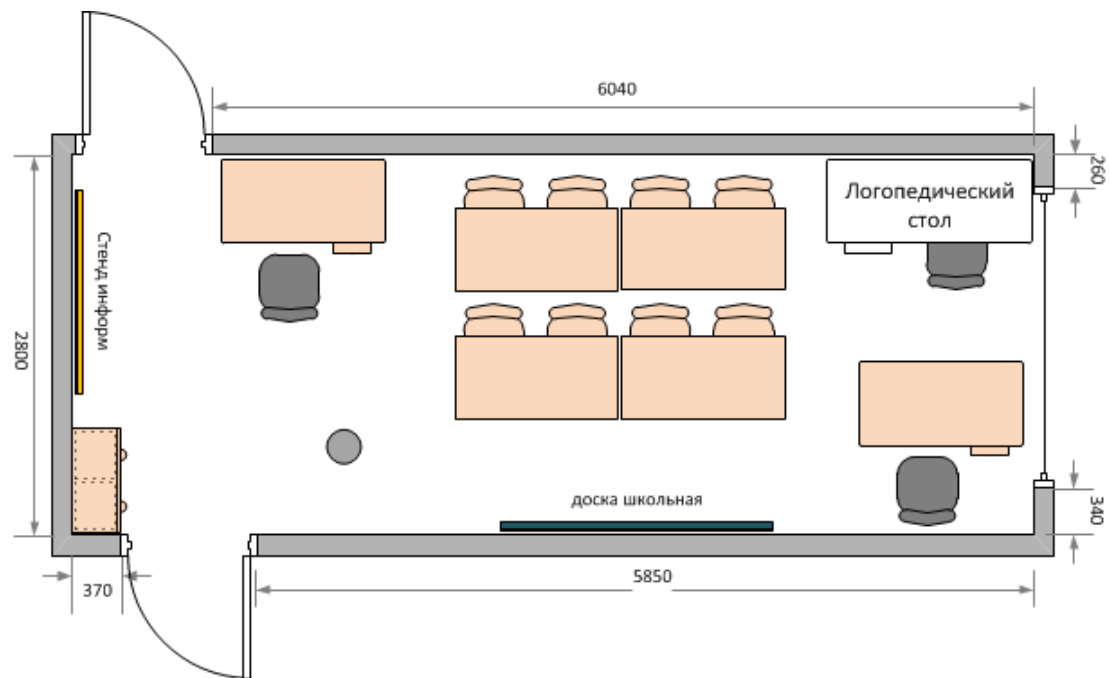 6040
260
Логопедический
стол
Стенд информ
2800
доска школьная
340
370
5850